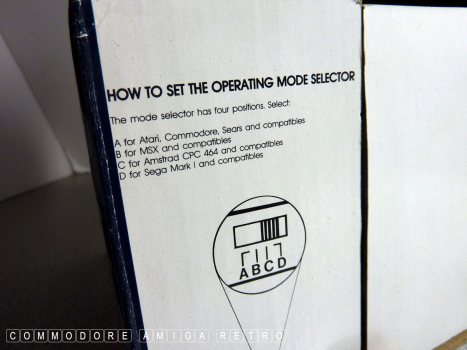 HOW TO SET THE OPERATING MODE SELECTOR
The mode selector has four positions. Select:
A for Atari, Commodore, Sears and compatibles
B for MSX and compatibles
C for Amstrad CPC 464 and compatibles
D for Sega Mark I and compatibles
A B C D
COMMODORE AMIGA RETRO